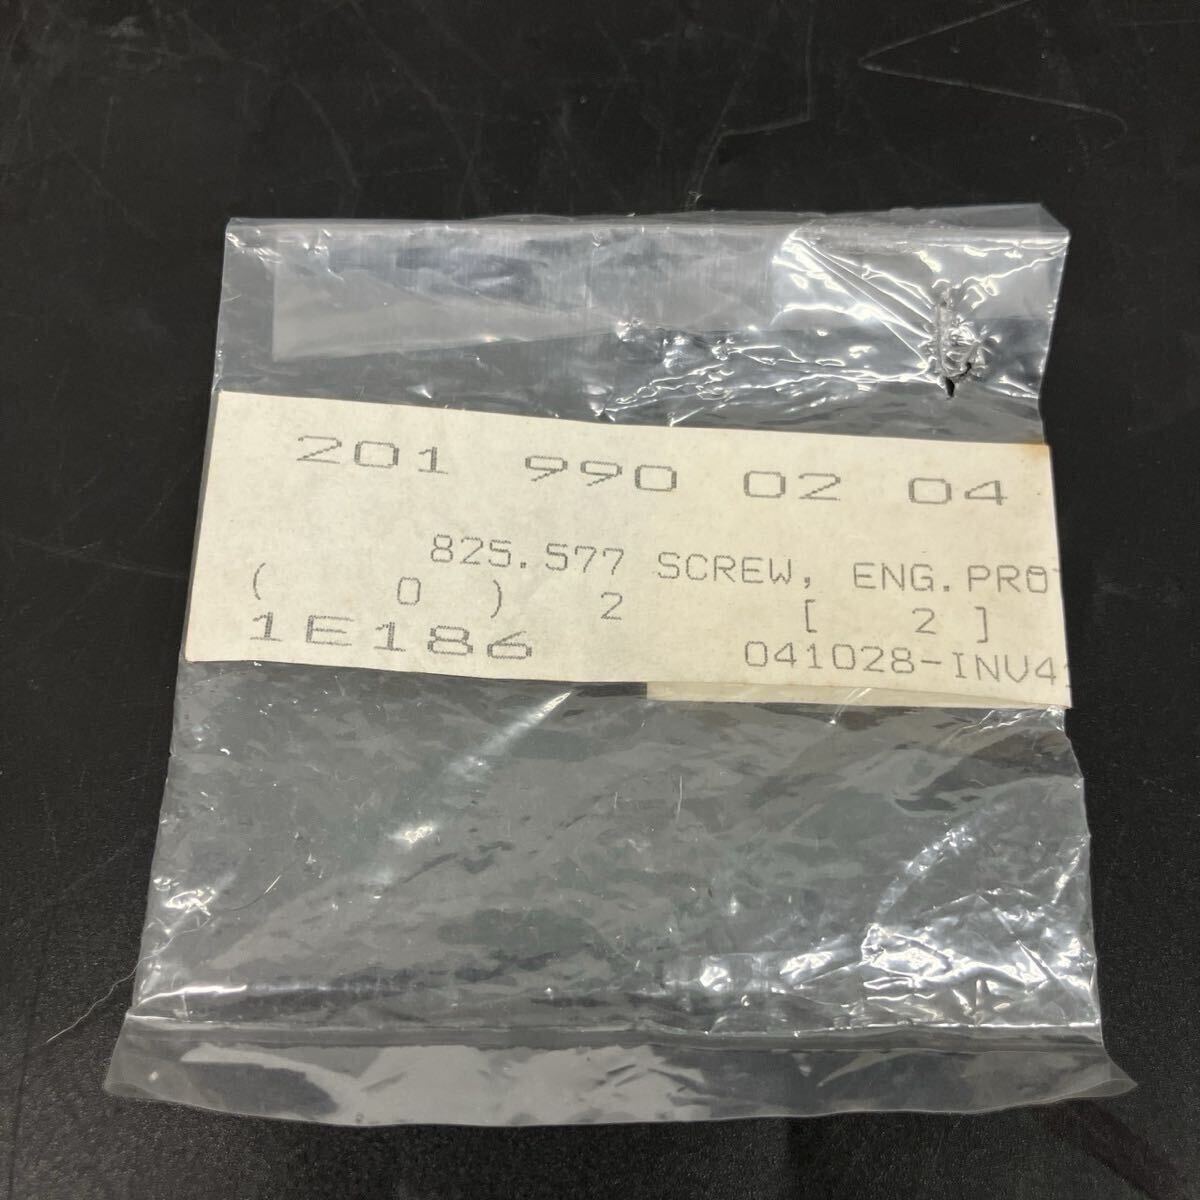 201 990 02 04
825.577 SCREW, ENG.PRO
( 0 ) 2 [ 2 ]
1E186 041028-INV4